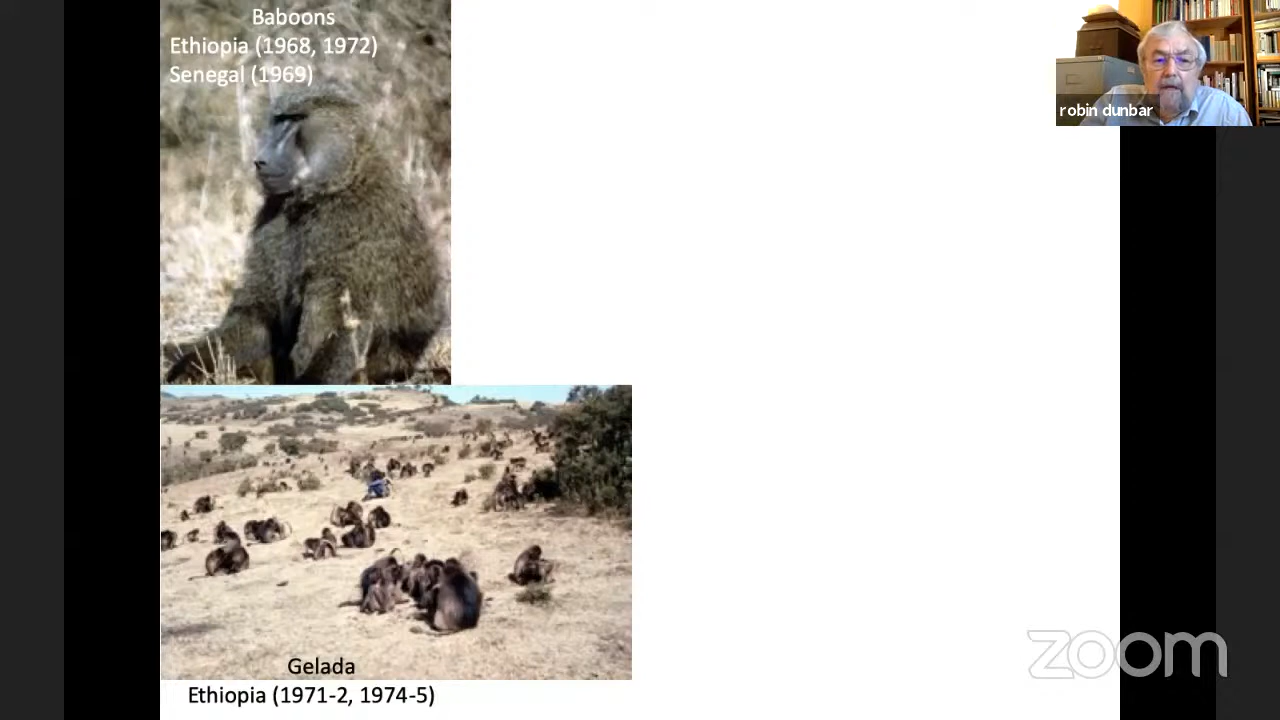 Baboons
Ethiopia (1968, 1972)
Senegal (1969)
robin dunbar
Gelada
Ethiopia (1971-2, 1974-5)
zoom